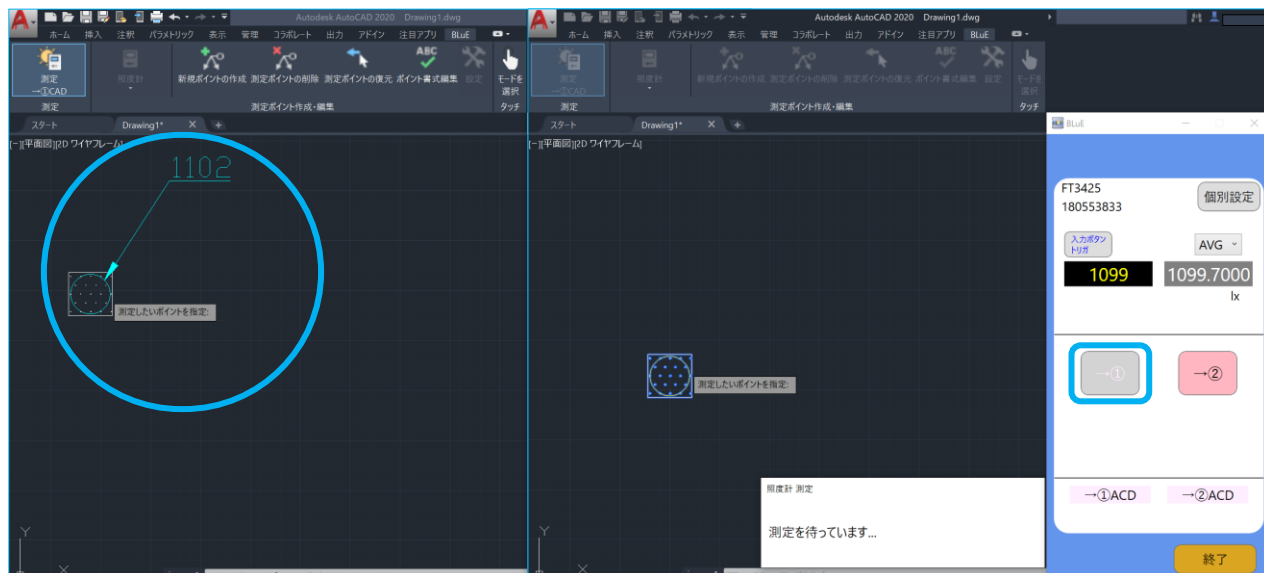 Autodesk AutoCAD 2020 Drawing1.dwg
ホーム 挿入 注釈 パラメトリック 表示 管理 コラボレート 出力 アドイン 注目アプリ BLuE
測定
→①CAD
照度計
新規ポイントの作成 測定ポイントの削除 測定ポイントの復元 ABC ポイント書式編集 設定
モードを
選択
測定 測定ポイント作成・編集 タッチ
スタート Drawing1* × +
[-][平面図][2D ワイヤフレーム]
1102
測定したいポイントを指定:
Y
X
Autodesk AutoCAD 2020 Drawing1.dwg
ホーム 挿入 注釈 パラメトリック 表示 管理 コラボレート 出力 アドイン 注目アプリ BLuE
測定
→①CAD
照度計
新規ポイントの作成 測定ポイントの削除 測定ポイントの復元 ABC ポイント書式編集 設定
モードを
選択
測定 測定ポイント作成・編集 タッチ
スタート Drawing1* × +
[-][平面図][2D ワイヤフレーム]
測定したいポイントを指定:
照度計 測定
測定を待っています...
Y
X
BLuE
FT3425
180553833
個別設定
入力ボタン
トリガ
AVG
1099
1099.7000
lx
→① →②
→①ACD →②ACD
終了